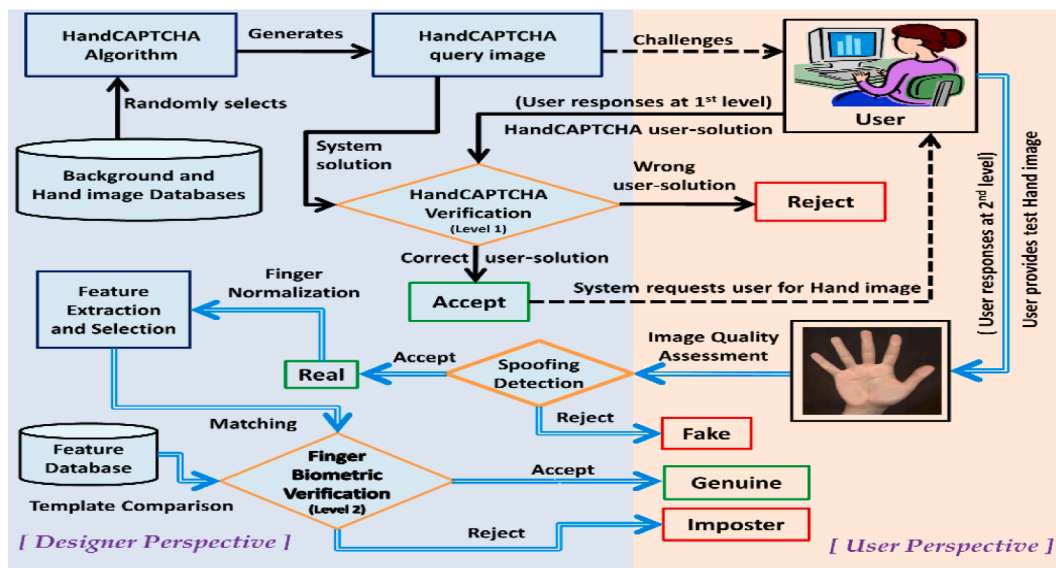 HandCAPTCHA
Algorithm
Generates
HandCAPTCHA
query image
Challenges
User
Randomly selects
Background and
Hand image Databases
System
solution
(User responses at 1st level)
HandCAPTCHA user-solution
HandCAPTCHA
Verification
(Level 1)
Wrong
user-solution
Reject
Correct user-solution
Accept
System requests user for Hand image
( User responses at 2nd level)
User provides test Hand image
Feature
Extraction
and Selection
Finger
Normalization
Real
Accept
Spoofing
Detection
Image Quality
Assessment
Reject
Fake
Matching
Feature
Database
Template Comparison
Finger
Biometric
Verification
(Level 2)
Accept
Genuine
Reject
Imposter
[ Designer Perspective ]
[ User Perspective ]